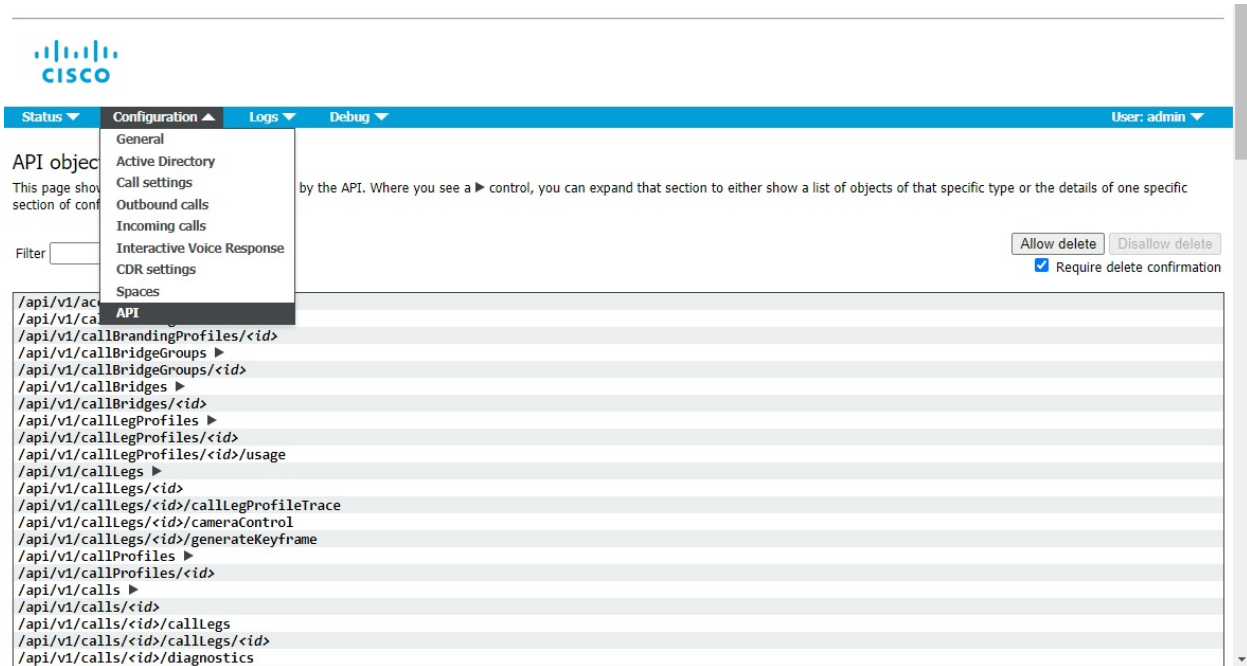 CISCO
Status ▼ Configuration ▲ Logs ▼ Debug ▼ User: admin ▼
General
Active Directory
Call settings
Outbound calls
Incoming calls
Interactive Voice Response
CDR settings
Spaces
API
API objec
This page show by the API. Where you see a ▶ control, you can expand that section to either show a list of objects of that specific type or the details of one specific
section of conf
Filter Allow delete Disallow delete
Require delete confirmation
/api/v1/ac
/api/v1/ca
/api/v1/callBrandingProfiles/<id>
/api/v1/callBridgeGroups ▶
/api/v1/callBridgeGroups/<id>
/api/v1/callBridges ▶
/api/v1/callBridges/<id>
/api/v1/callLegProfiles ▶
/api/v1/callLegProfiles/<id>
/api/v1/callLegProfiles/<id>/usage
/api/v1/callLegs ▶
/api/v1/callLegs/<id>
/api/v1/callLegs/<id>/callLegProfileTrace
/api/v1/callLegs/<id>/cameraControl
/api/v1/callLegs/<id>/generateKeyframe
/api/v1/callProfiles ▶
/api/v1/callProfiles/<id>
/api/v1/calls ▶
/api/v1/calls/<id>
/api/v1/calls/<id>/callLegs
/api/v1/calls/<id>/callLegs/<id>
/api/v1/calls/<id>/diagnostics